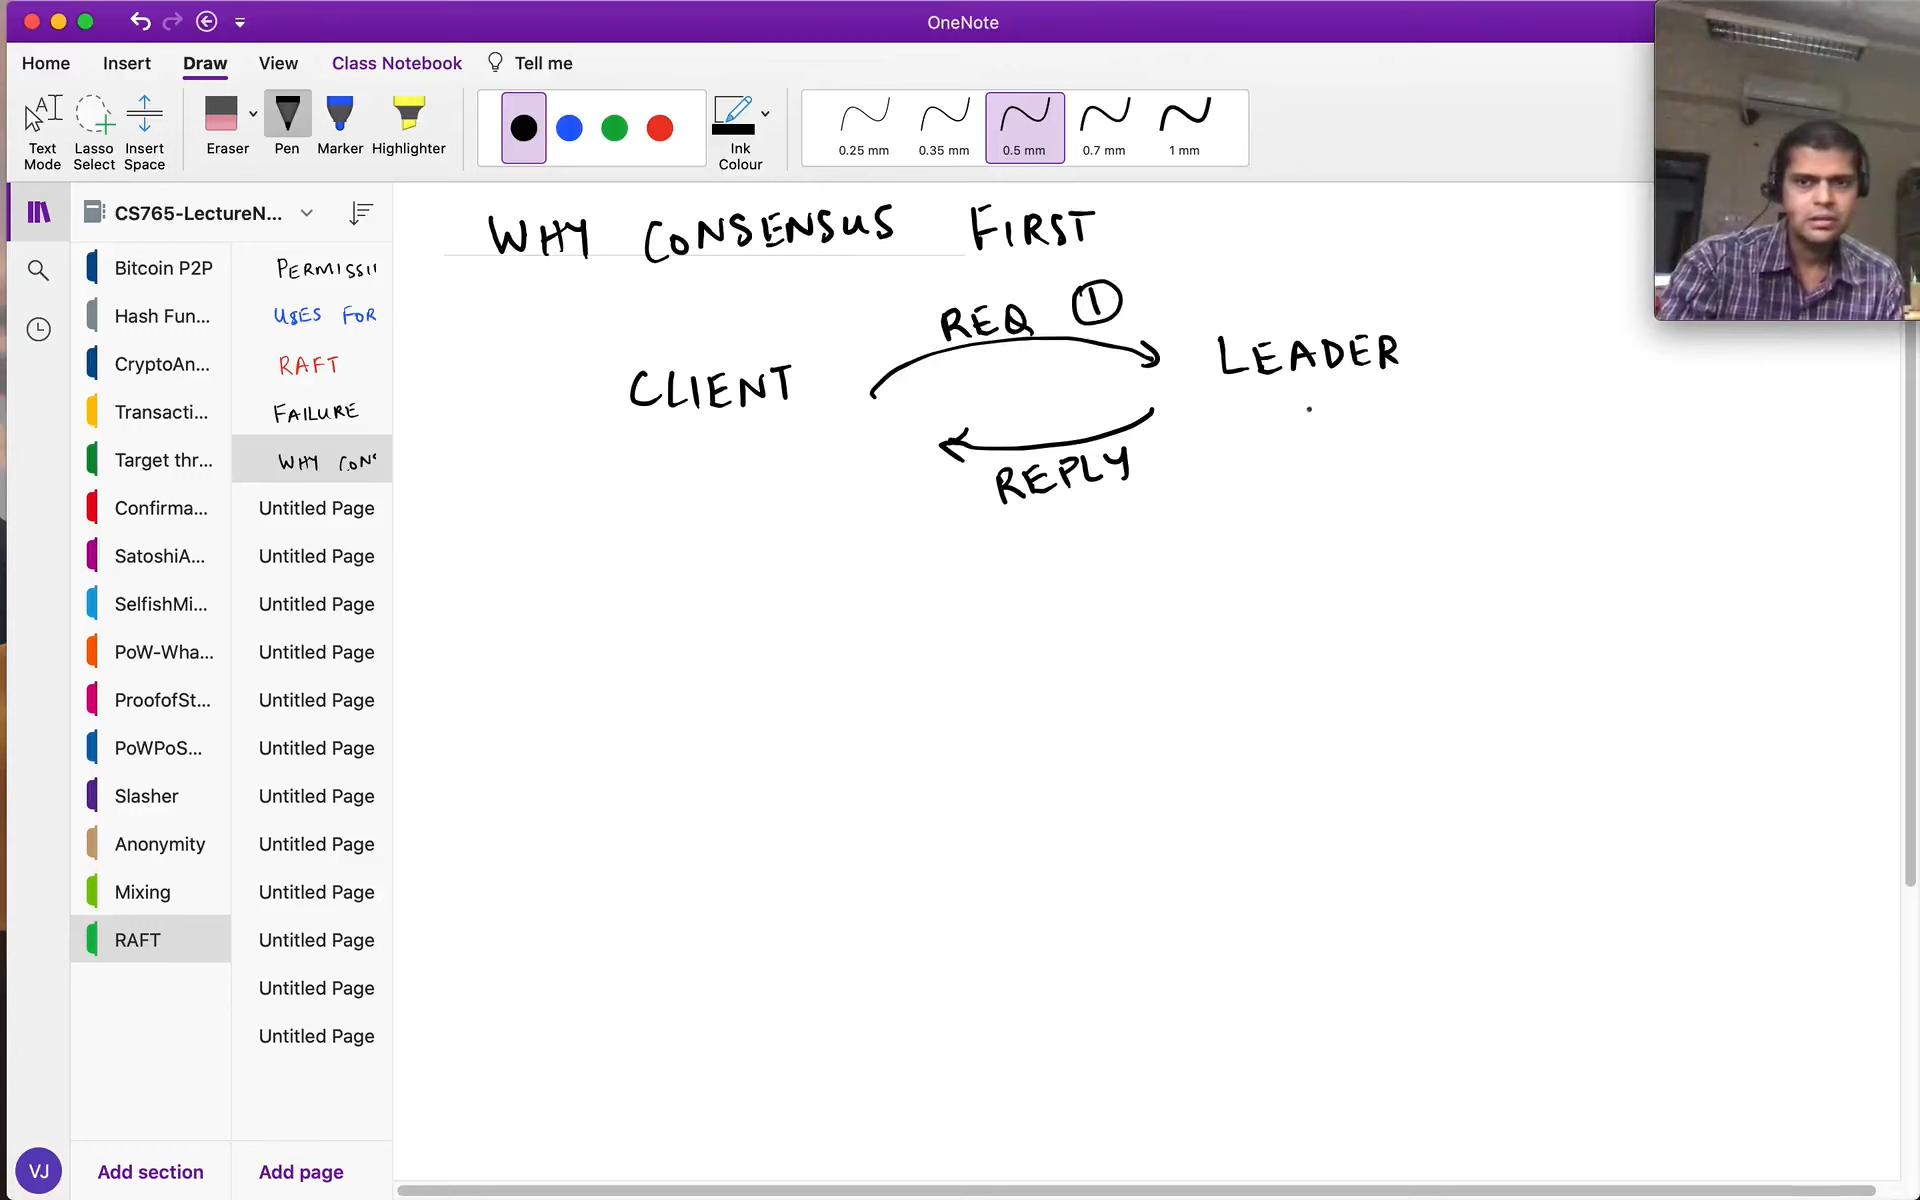 OneNote
Home Insert Draw View Class Notebook Tell me
Text Mode
Lasso Select
Insert Space
Eraser
Pen
Marker
Highlighter
Ink Colour
0.25 mm
0.35 mm
0.5 mm
0.7 mm
1 mm
CS765-LectureN...
Bitcoin P2P
Hash Fun...
CryptoAn...
Transacti...
Target thr...
Confirma...
SatoshiA...
SelfishMi...
PoW-Wha...
ProofofSt...
PoWPoS...
Slasher
Anonymity
Mixing
RAFT
PERMISSI
USES FOR
RAFT
FAILURE
WHY CONS
Untitled Page
Untitled Page
Untitled Page
Untitled Page
Untitled Page
Untitled Page
Untitled Page
Untitled Page
Untitled Page
Untitled Page
Untitled Page
Untitled Page
VJ
Add section
Add page
WHY CONSENSUS FIRST
REQ 1
CLIENT
LEADER
REPLY